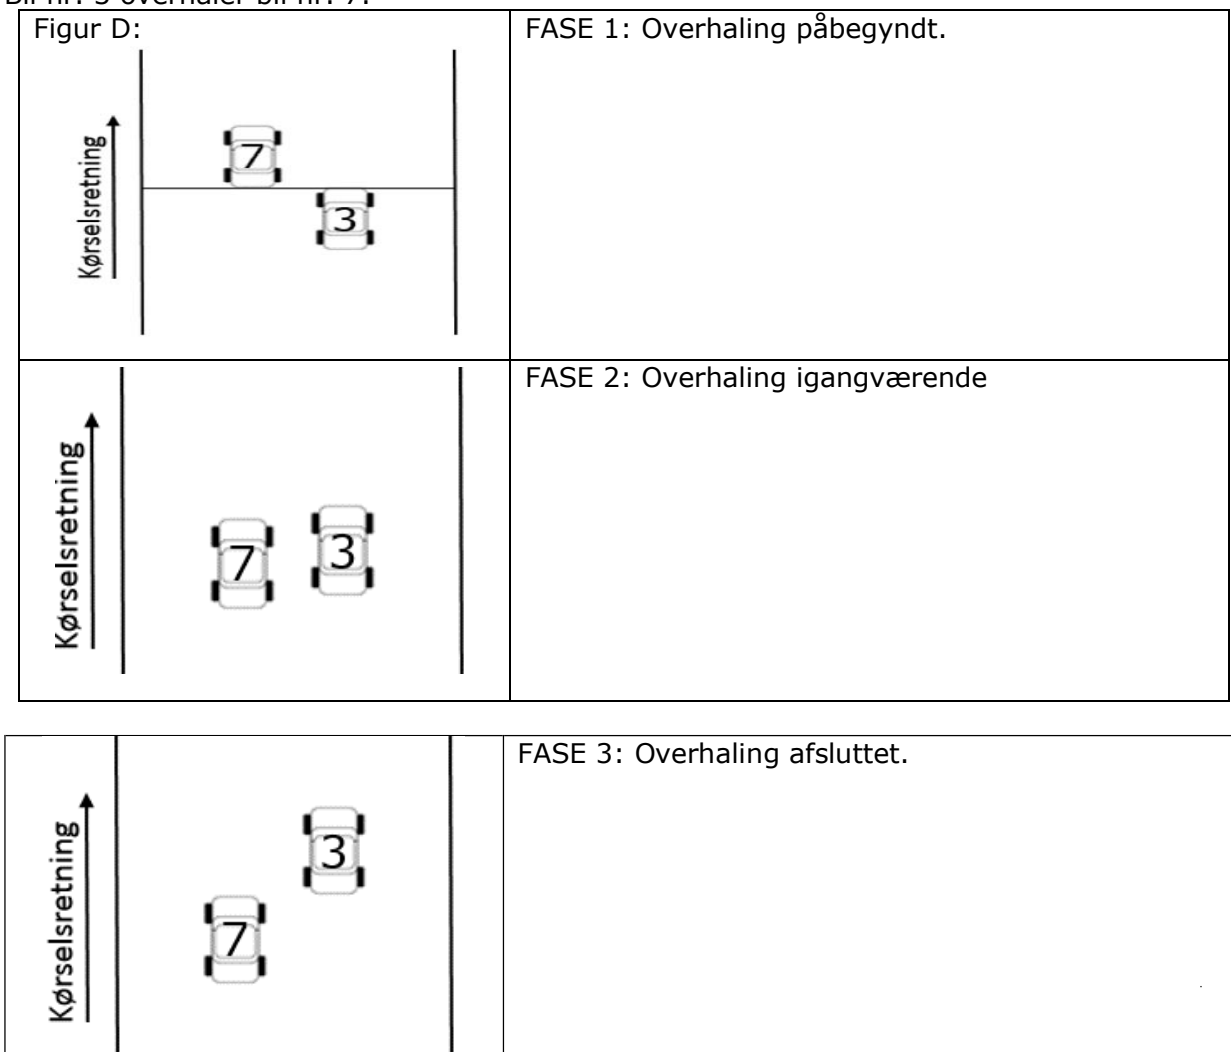 Figur D:
FASE 1: Overhaling påbegyndt.
Kørselsretning
7
3
FASE 2: Overhaling igangværende
Kørselsretning
7
3
FASE 3: Overhaling afsluttet.
Kørselsretning
3
7